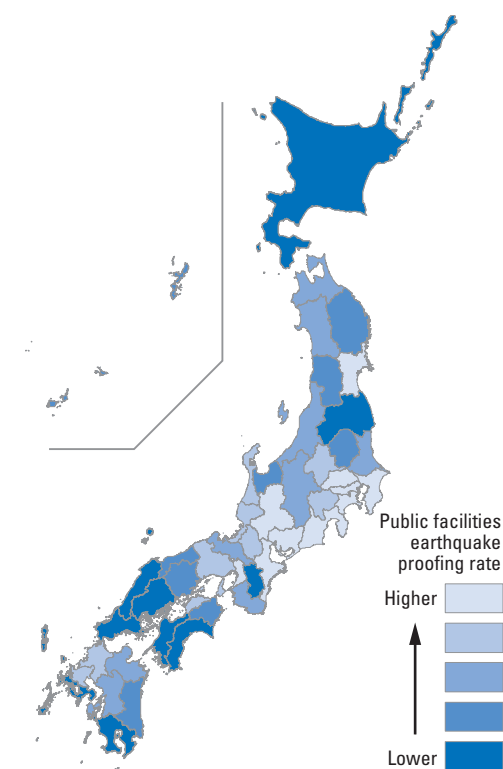 Public facilities
earthquake
proofing rate
Higher
Lower